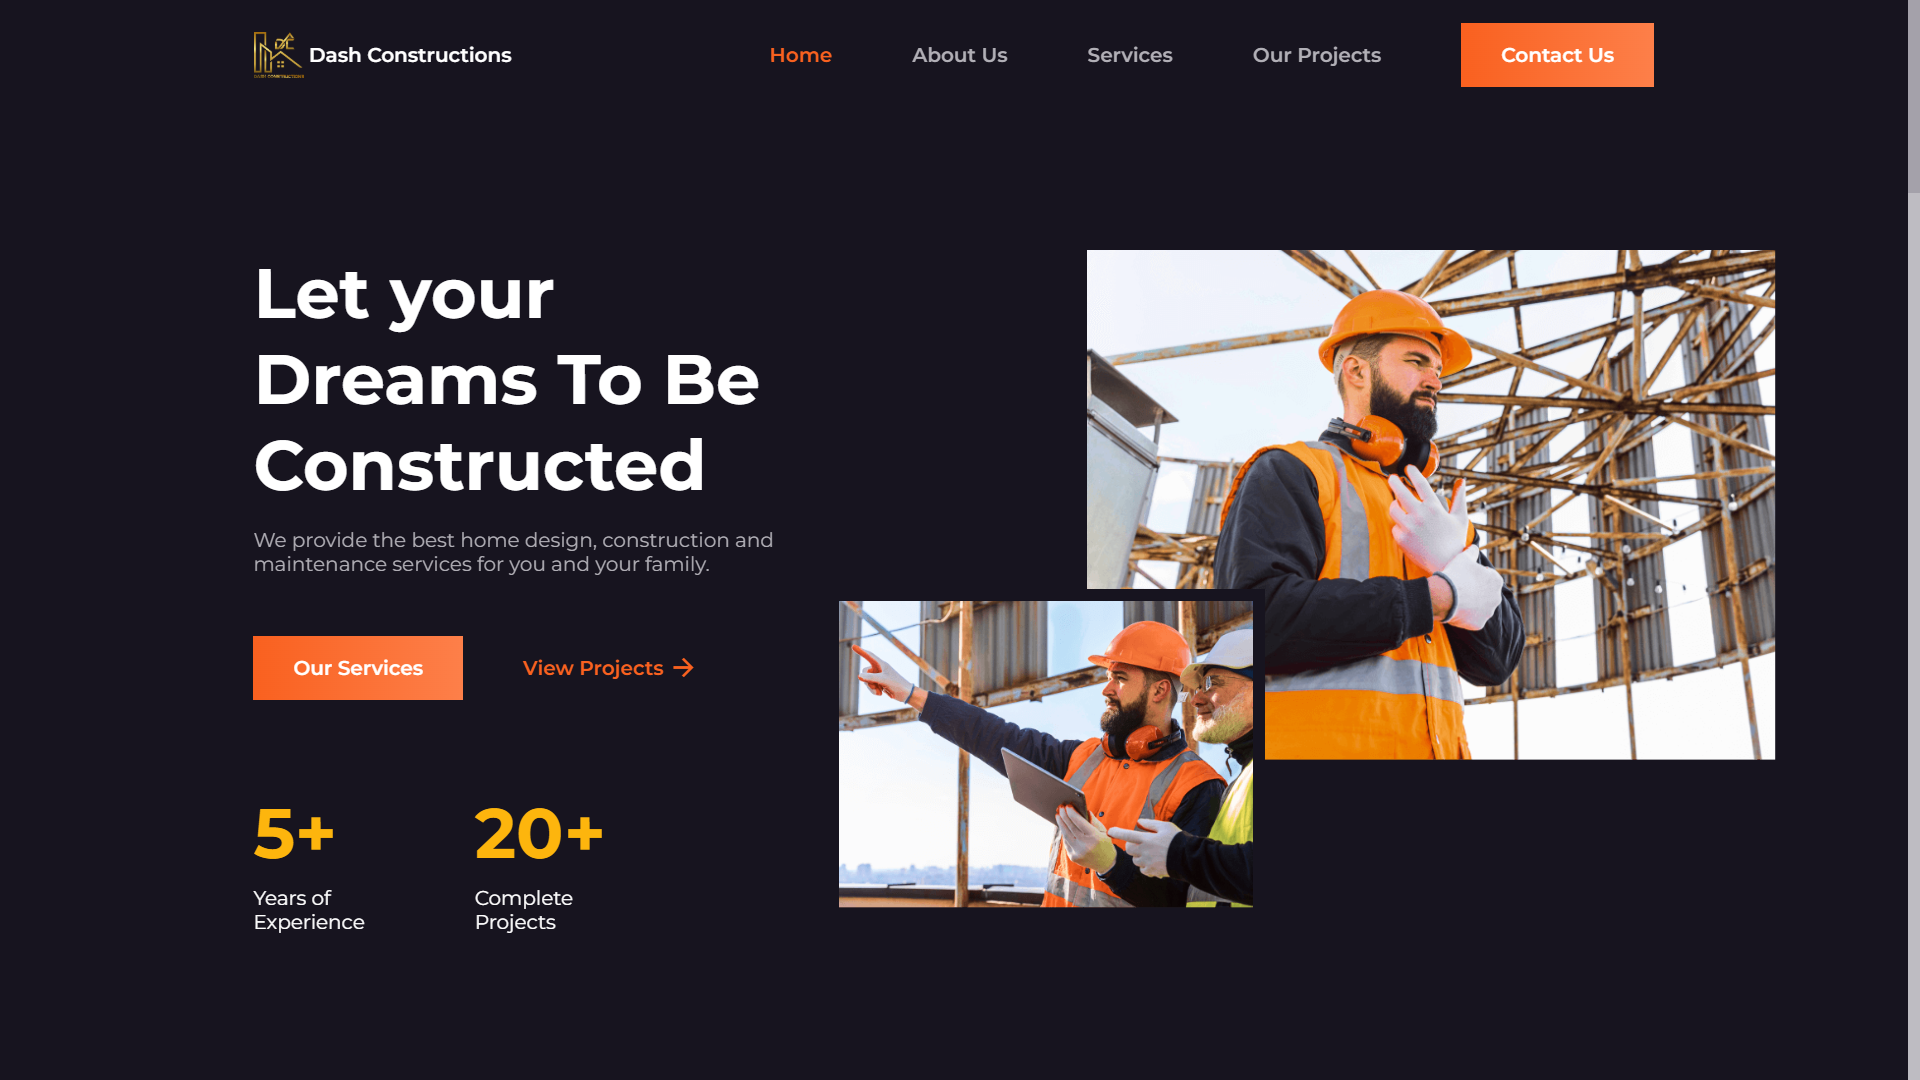 Dash Constructions
Home
About Us
Services
Our Projects
Contact Us
Let your
Dreams To Be
Constructed
We provide the best home design, construction and
maintenance services for you and your family.
Our Services
View Projects
5+
20+
Years of
Experience
Complete
Projects